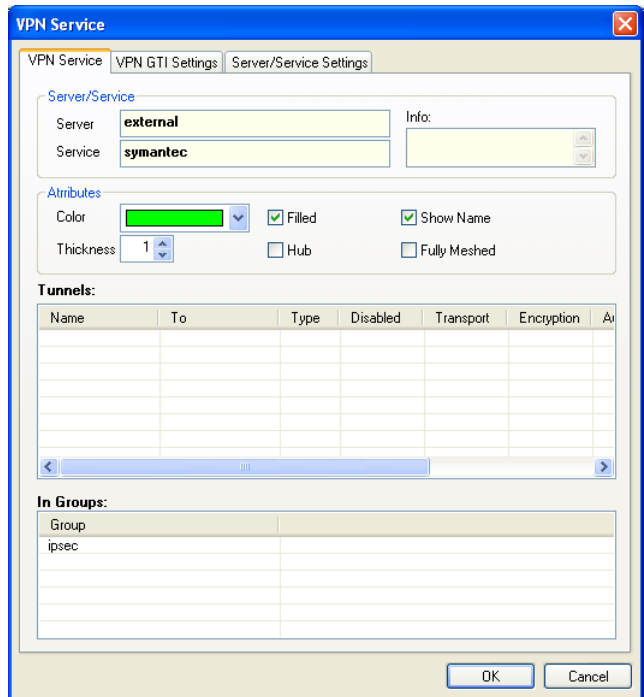 VPN Service
VPN Service VPN GTI Settings Server/Service Settings
Server/Service
Server external
Info:
Service symantec
Atributes
Color Filled Show Name
Thickness 1 Hub Fully Meshed
Tunnels:
Name To Type Disabled Transport Encryption
In Groups:
Group
ipsec
OK Cancel